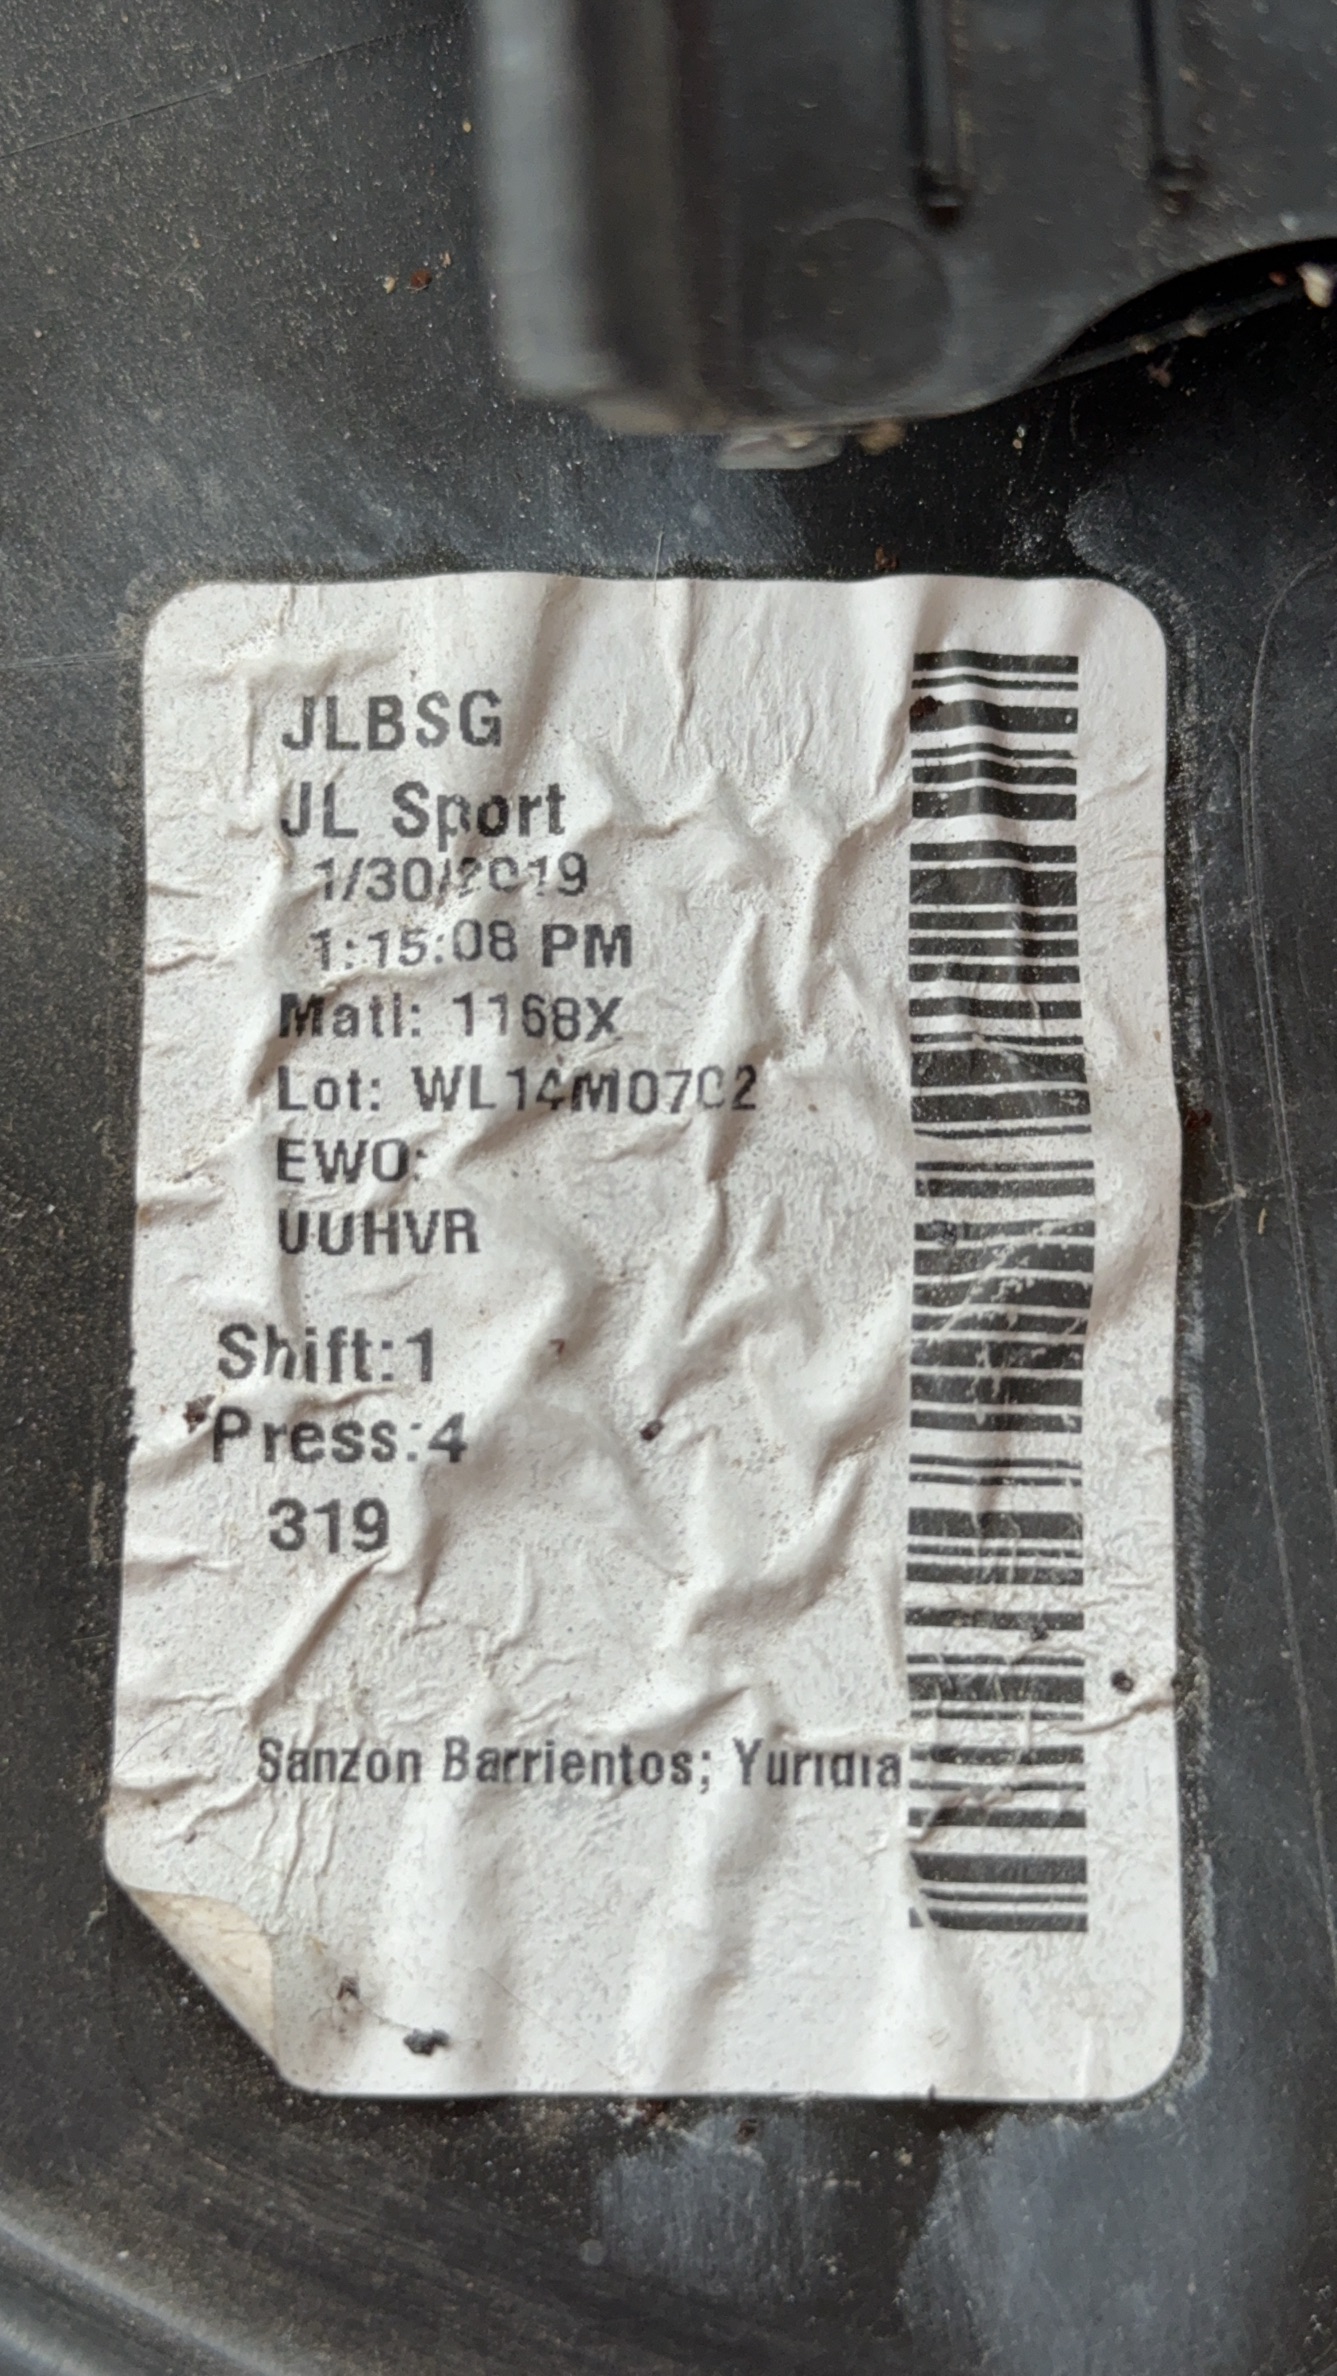 JLBSG
JL Sport
1/30/2019
1:15:08 PM
Matl: 1168X
Lot: WL14M0702
EWO:
UUHVR
Shift:1
Press:4
319
Sanzon Barrientos; Yuridia